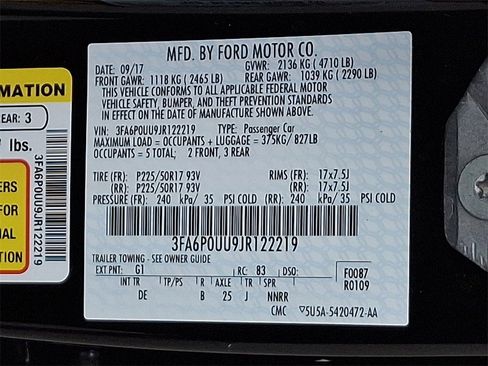 MFD. BY FORD MOTOR CO.
DATE: 09/17 GVWR: 2136 KG ( 4710 LB)
FRONT GAWR: 1118 KG ( 2465 LB) REAR GAWR: 1039 KG ( 2290 LB)
THIS VEHICLE CONFORMS TO ALL APPLICABLE FEDERAL MOTOR
VEHICLE SAFETY, BUMPER, AND THEFT PREVENTION STANDARDS
IN EFFECT ON THE DATE OF MANUFACTURE SHOWN ABOVE.
VIN: 3FA6P0UU9JR122219 TYPE: Passenger Car
MAXIMUM LOAD = OCCUPANTS + LUGGAGE = 375KG/ 827LB
OCCUPANTS = 5 TOTAL; 2 FRONT, 3 REAR
TIRE (FR): P225/50R17 93V RIMS (FR): 17x7.5J
(RR): P225/50R17 93V (RR): 17x7.5J
PRESSURE (FR): 240 kPa/ 35 PSI COLD (RR): 240 kPa/35 PSI COLD
3FA6P0UU9JR122219
TRAILER TOWING - SEE OWNER GUIDE
EXT PNT: G1 RC: 83 DSO: F0087
R0109
INT TR TP/PS R AXLE TR SPR
DE B 25 J NNRR
CMC 5U5A-5420472-AA
ORMATION
EAR: 3
lbs.
ERS
FOR
NAL
ION
3FA6P0UU9JR122219